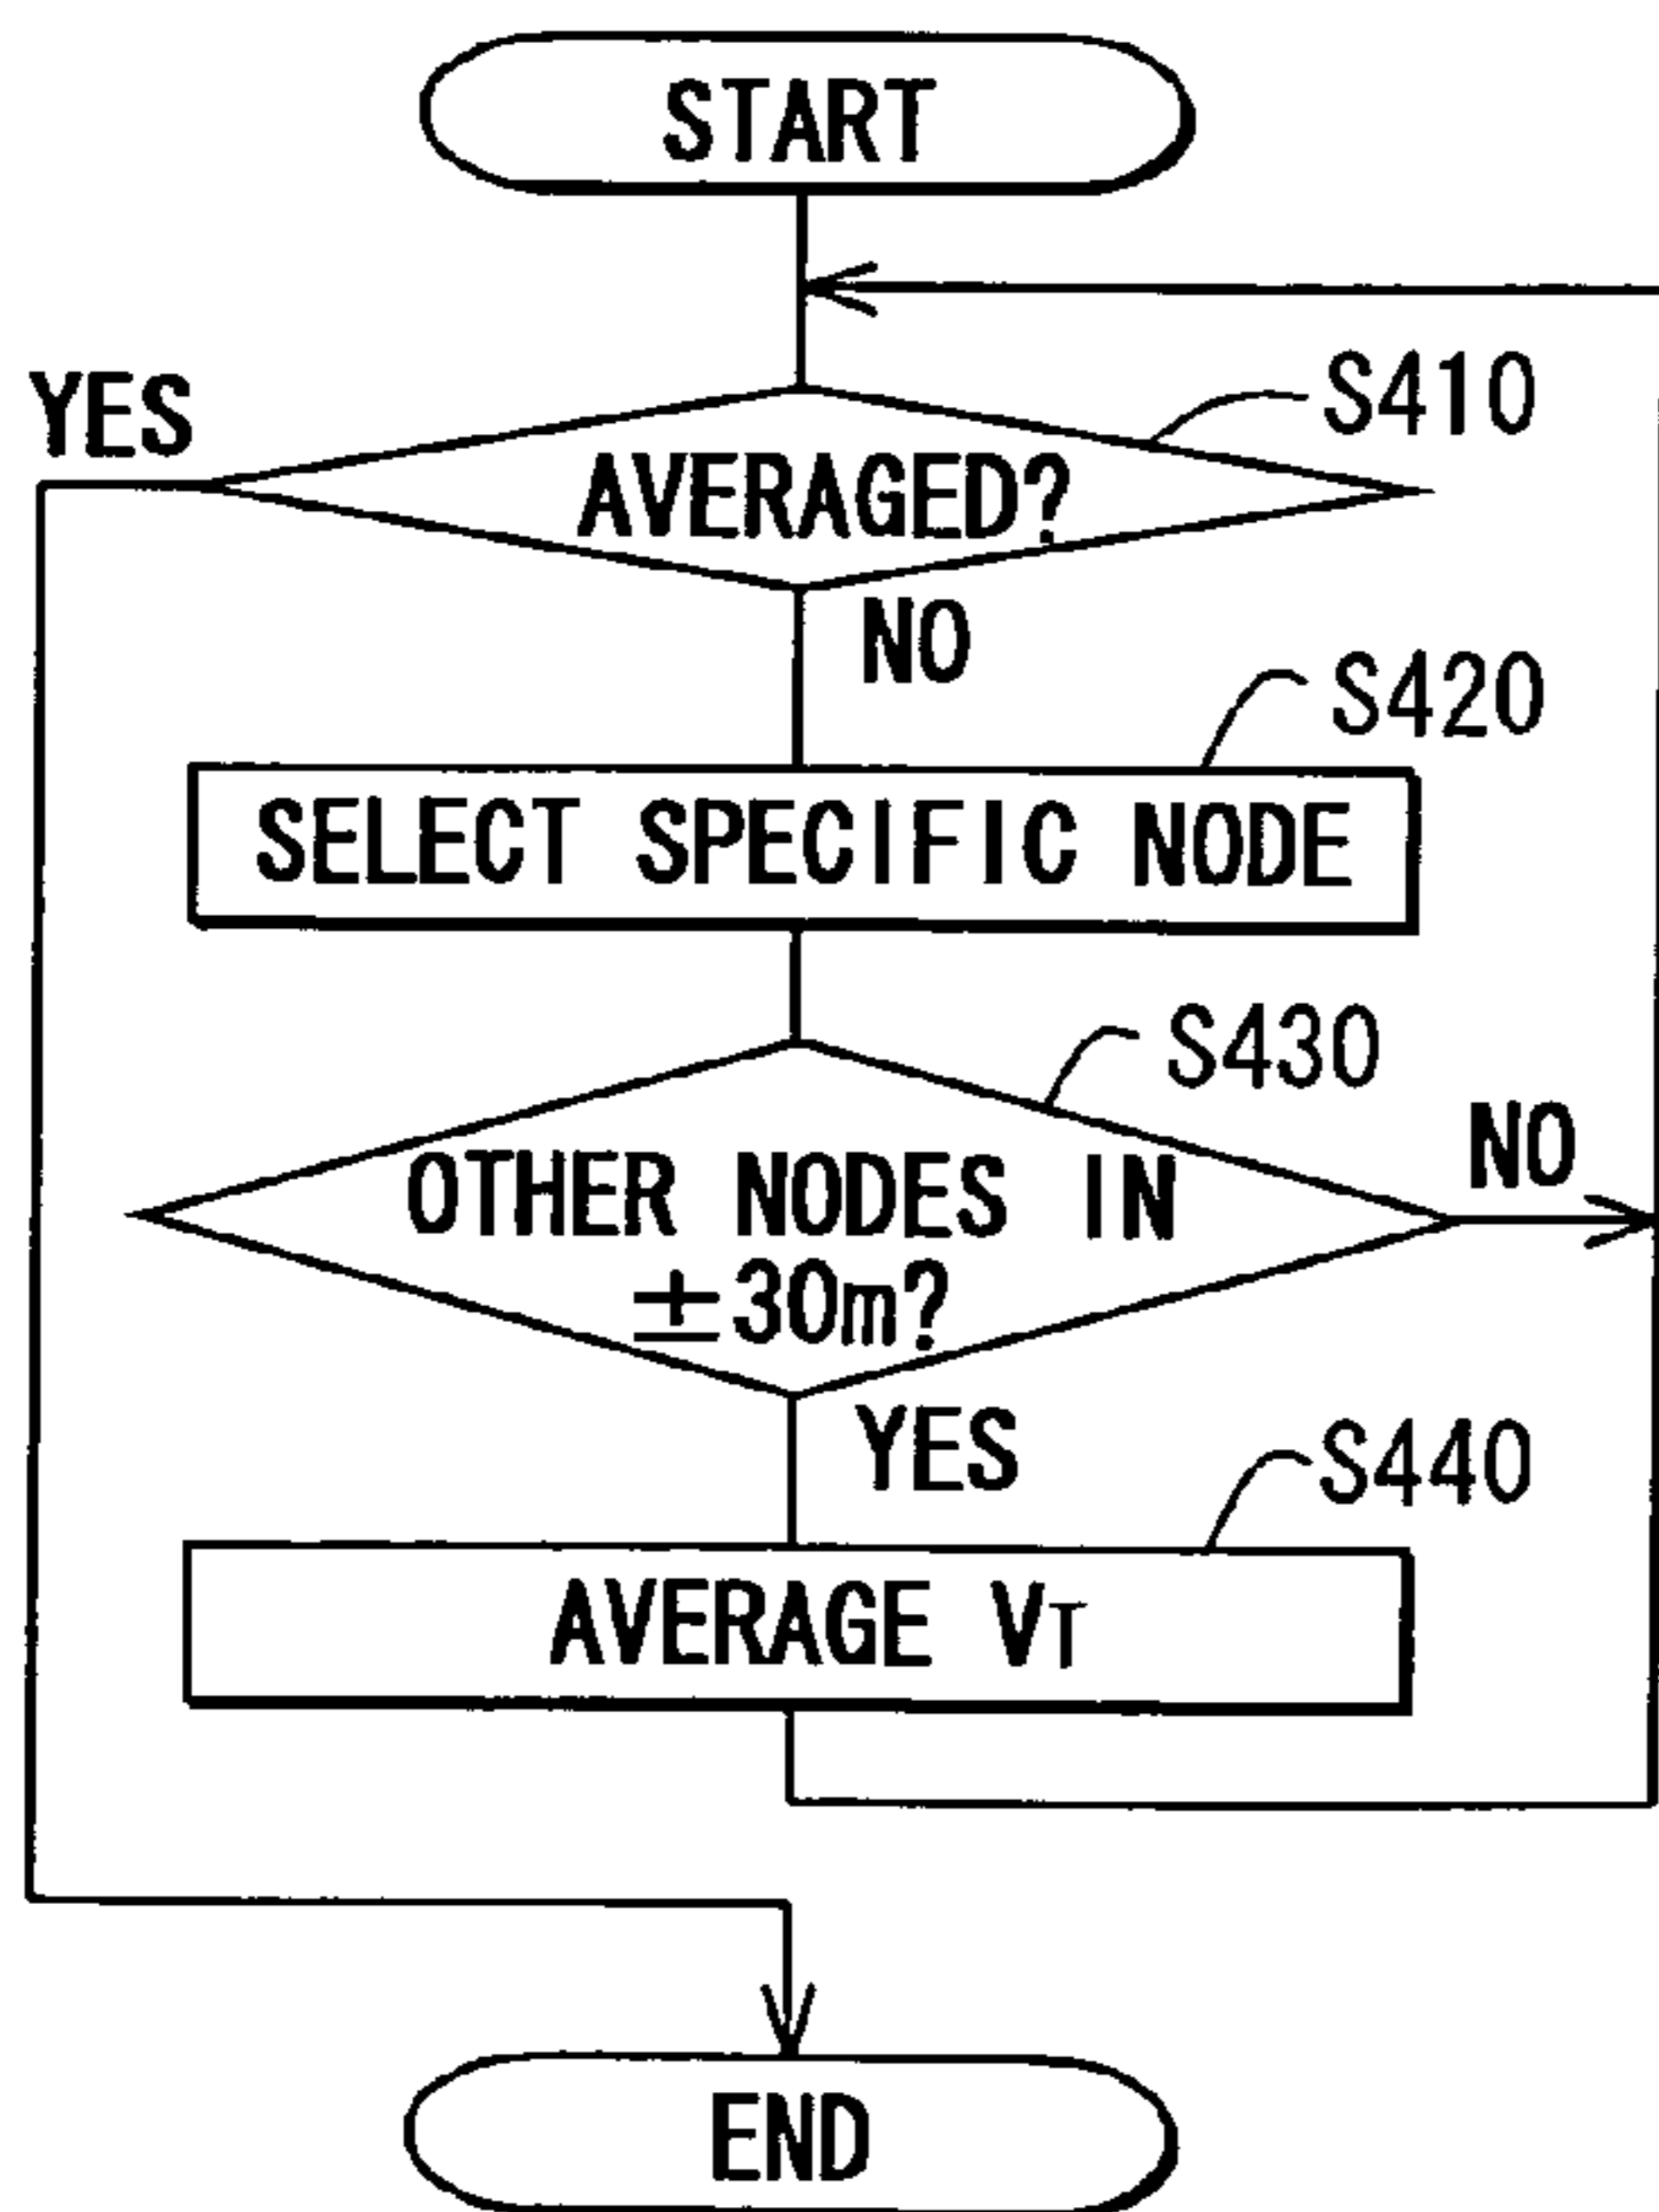 START
YES
S410
AVERAGED?
NO
S420
SELECT SPECIFIC NODE
S430
NO
OTHER NODES IN
±30m?
YES
S440
AVERAGE VT
END